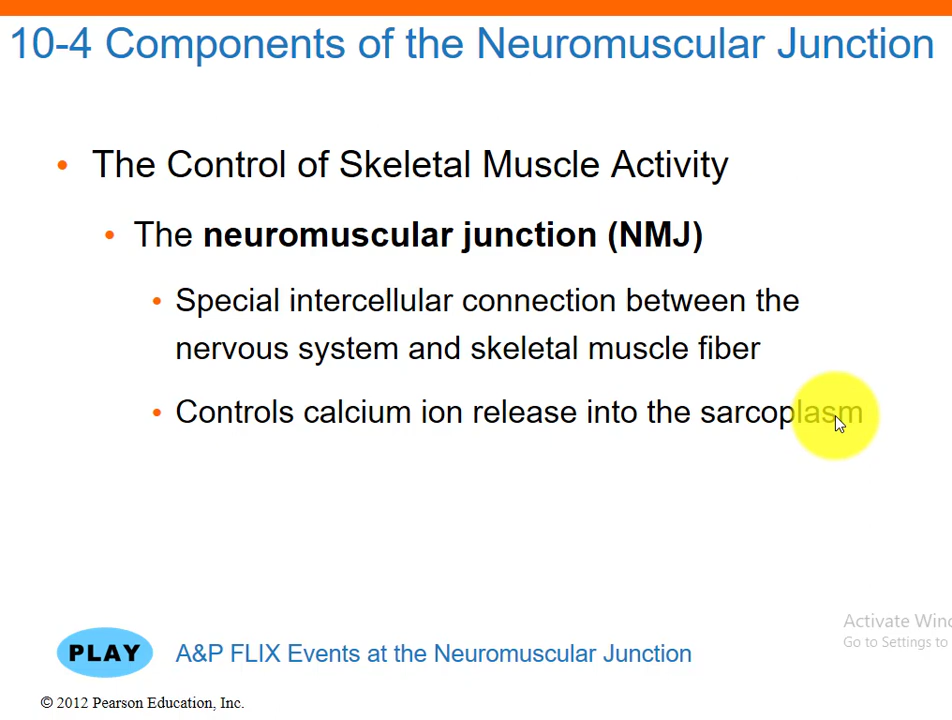 10-4 Components of the Neuromuscular Junction
• The Control of Skeletal Muscle Activity
• The neuromuscular junction (NMJ)
• Special intercellular connection between the
nervous system and skeletal muscle fiber
• Controls calcium ion release into the sarcoplasm
Activate Wind
Go to Settings to
PLAY A&P FLIX Events at the Neuromuscular Junction
© 2012 Pearson Education, Inc.